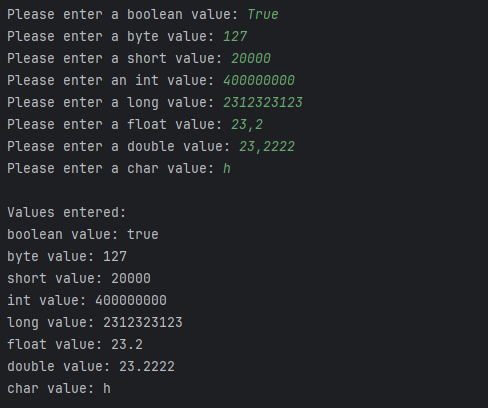 Please enter a boolean value: True
Please enter a byte value: 127
Please enter a short value: 20000
Please enter an int value: 400000000
Please enter a long value: 2312323123
Please enter a float value: 23,2
Please enter a double value: 23,2222
Please enter a char value: h

Values entered:
boolean value: true
byte value: 127
short value: 20000
int value: 400000000
long value: 2312323123
float value: 23.2
double value: 23.2222
char value: h